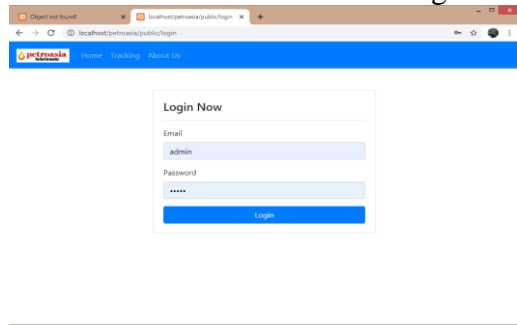 Object not found!
localhost/petroasia/public/login
localhost/petroasia/public/login
petroasia
lubricants
Home Tracking About Us
Login Now
Email
admin
Password
•••••
Login